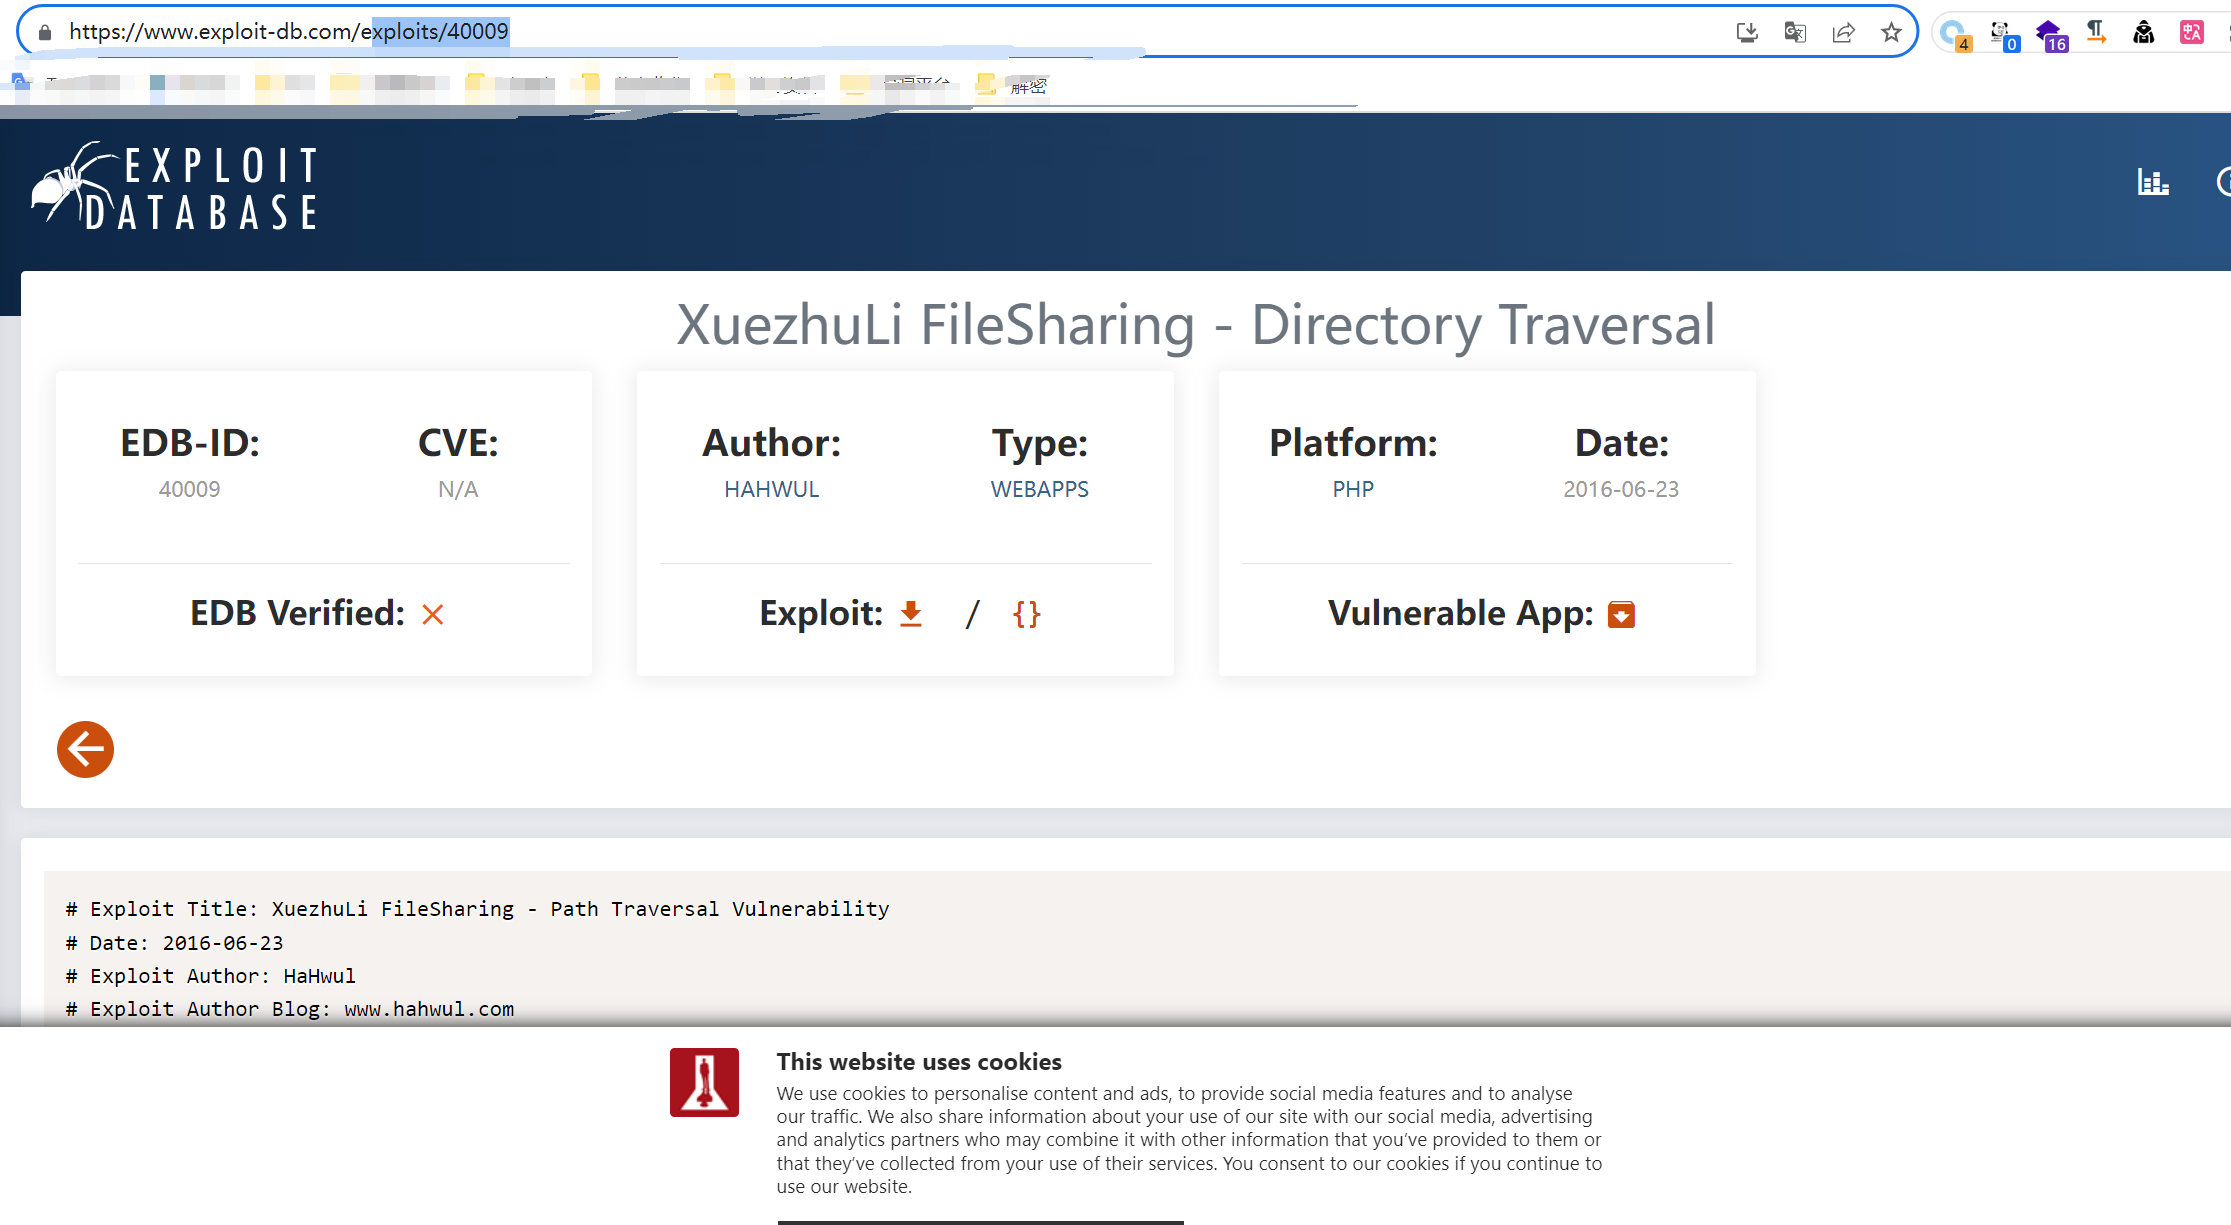 https://www.exploit-db.com/exploits/40009
4
0
16
解密
EXPLOIT
DATABASE
XuezhuLi FileSharing - Directory Traversal
EDB-ID:
40009
CVE:
N/A
Author:
HAHWUL
Type:
WEBAPPS
Platform:
PHP
Date:
2016-06-23
EDB Verified:
Exploit: / {}
Vulnerable App:
# Exploit Title: XuezhuLi FileSharing - Path Traversal Vulnerability
# Date: 2016-06-23
# Exploit Author: HaHwul
# Exploit Author Blog: www.hahwul.com
This website uses cookies
We use cookies to personalise content and ads, to provide social media features and to analyse
our traffic. We also share information about your use of our site with our social media, advertising
and analytics partners who may combine it with other information that you’ve provided to them or
that they’ve collected from your use of their services. You consent to our cookies if you continue to
use our website.